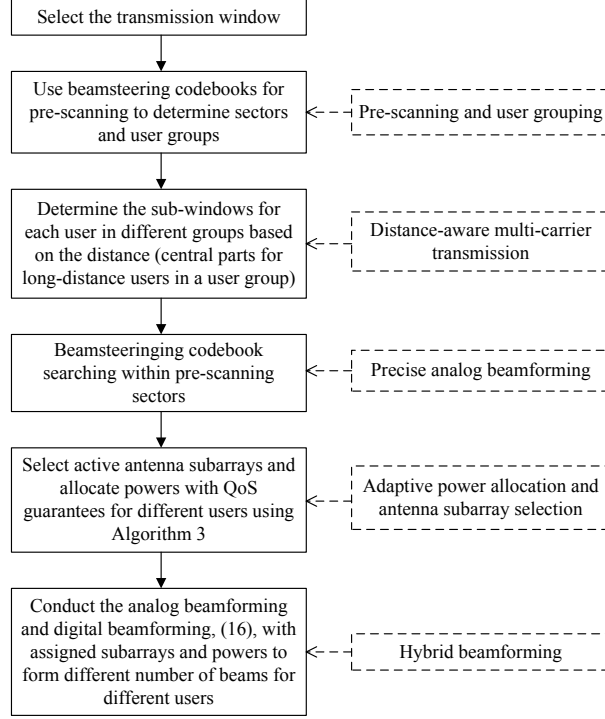 Select the transmission window
Use beamsteering codebooks for
pre-scanning to determine sectors
and user groups
Pre-scanning and user grouping
Determine the sub-windows for
each user in different groups based
on the distance (central parts for
long-distance users in a user group)
Distance-aware multi-carrier
transmission
Beamsteeringing codebook
searching within pre-scanning
sectors
Precise analog beamforming
Select active antenna subarrays and
allocate powers with QoS
guarantees for different users using
Algorithm 3
Adaptive power allocation and
antenna subarray selection
Conduct the analog beamforming
and digital beamforming, (16), with
assigned subarrays and powers to
form different number of beams for
different users
Hybrid beamforming